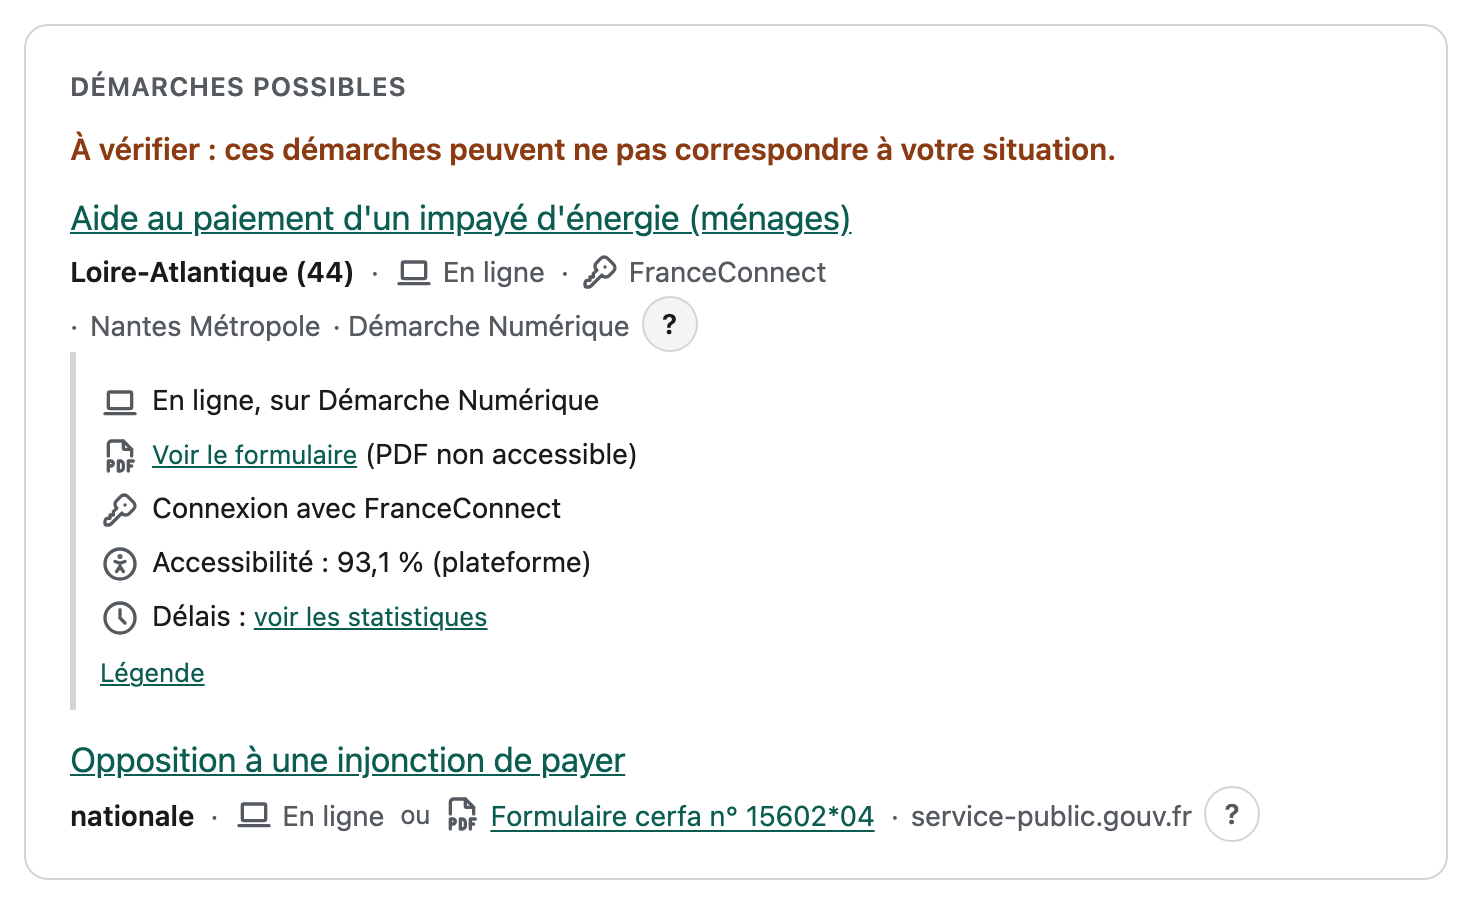 DÉMARCHES POSSIBLES
À vérifier : ces démarches peuvent ne pas correspondre à votre situation.
Aide au paiement d'un impayé d'énergie (ménages)
Loire-Atlantique (44) · En ligne · FranceConnect
· Nantes Métropole · Démarche Numérique ?
En ligne, sur Démarche Numérique
PDF Voir le formulaire (PDF non accessible)
Connexion avec FranceConnect
Accessibilité : 93,1 % (plateforme)
Délais : voir les statistiques
Légende
Opposition à une injonction de payer
nationale · En ligne ou PDF Formulaire cerfa n° 15602*04 · service-public.gouv.fr ?